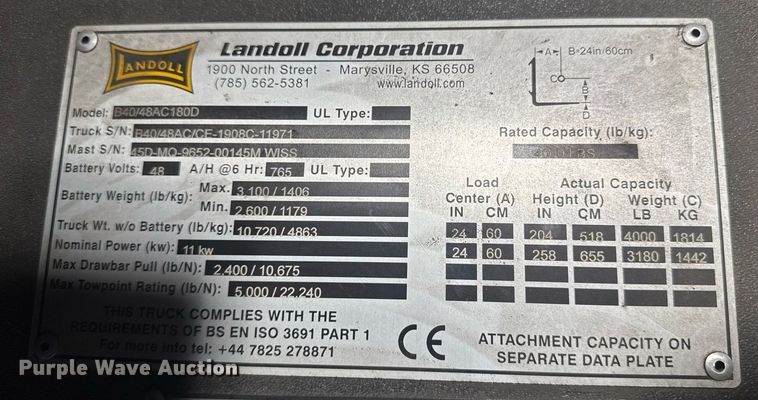 LANDOLL
Landoll Corporation
1900 North Street - Marysville, KS 66508
(785) 562-5381 www.landoll.com
Model: B40/48AC180D UL Type:
Truck S/N: B40/48AC/CE-1908C-11971
Mast S/N: 45D-MO-9652-00145M WISS
Battery Volts: 48 A/H @6 Hr: 765 UL Type:
Battery Weight (lb/kg): Max. 3,100 / 1406
Min. 2,600 / 1179
Truck Wt. w/o Battery (lb/kg): 10,720 / 4863
Nominal Power (kw): 11 kw
Max Drawbar Pull (lb/N): 2,400 / 10,675
Max Towpoint Rating (lb/N): 5,000 / 22,240
THIS TRUCK COMPLIES WITH THE
REQUIREMENTS OF BS EN ISO 3691 PART 1
For more info tel: +44 7825 278871
CE
A B=24in/60cm
C
B
D
Rated Capacity (lb/kg):
Load Actual Capacity
Center (A) Height (D) Weight (C)
IN CM IN CM LB KG
24 60 204 518 4000 1814
24 60 258 655 3180 1442
ATTACHMENT CAPACITY ON
SEPARATE DATA PLATE
Purple Wave Auction